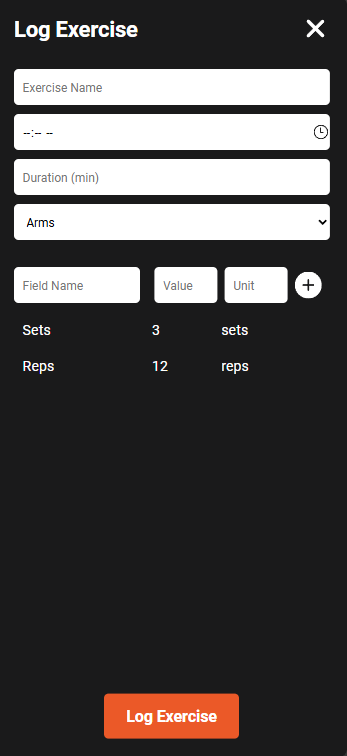 Log Exercise
Exercise Name
--:-- --
Duration (min)
Arms
Field Name Value Unit
Sets 3 sets
Reps 12 reps
Log Exercise